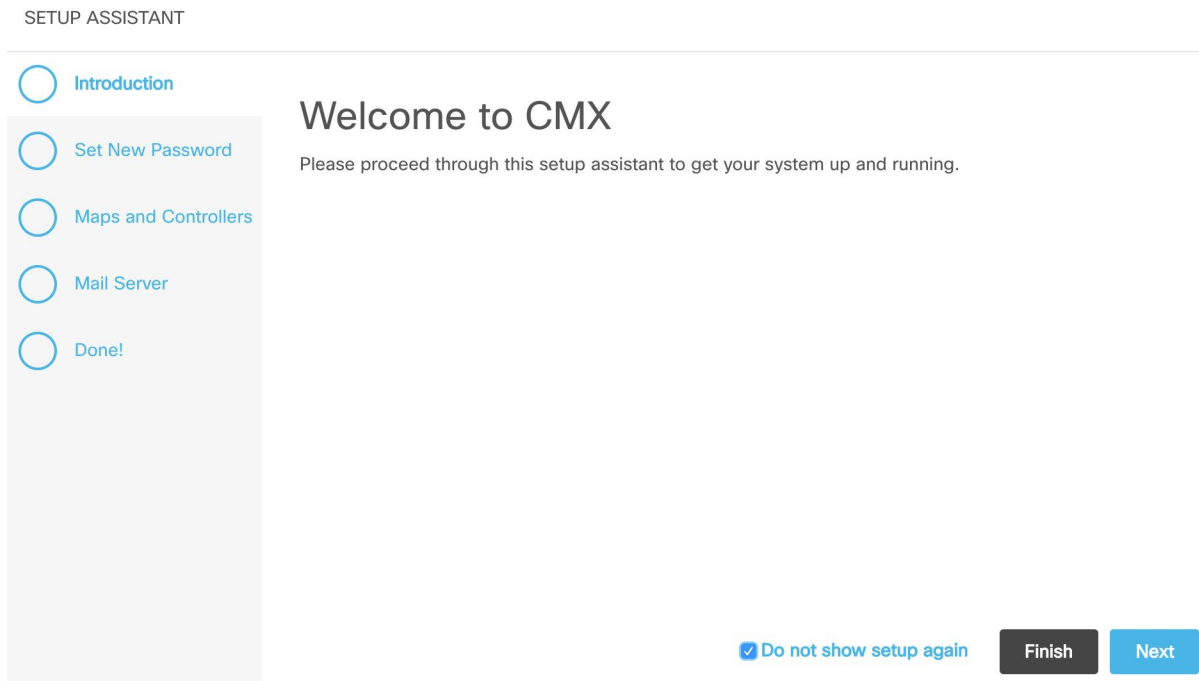 SETUP ASSISTANT
Introduction
Set New Password
Maps and Controllers
Mail Server
Done!
Welcome to CMX
Please proceed through this setup assistant to get your system up and running.
Do not show setup again
Finish
Next